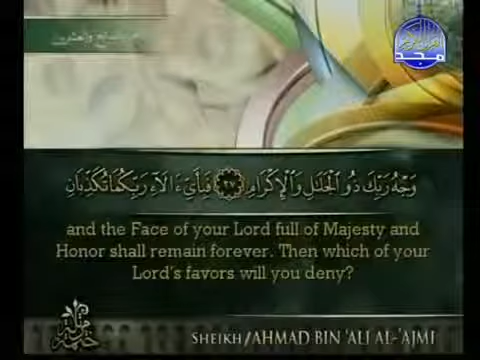 مجد
وَجْهُ رَبِّكَ ذُو الْجَلَالِ وَالْإِكْرَامِ ﴿٢٧﴾ فَبِأَيِّ آلَاءِ رَبِّكُمَا تُكَذِّبَانِ
and the Face of your Lord full of Majesty and
Honor shall remain forever. Then which of your
Lord's favors will you deny?
SHEIKH/AHMAD BIN 'ALI AL-'AJMI